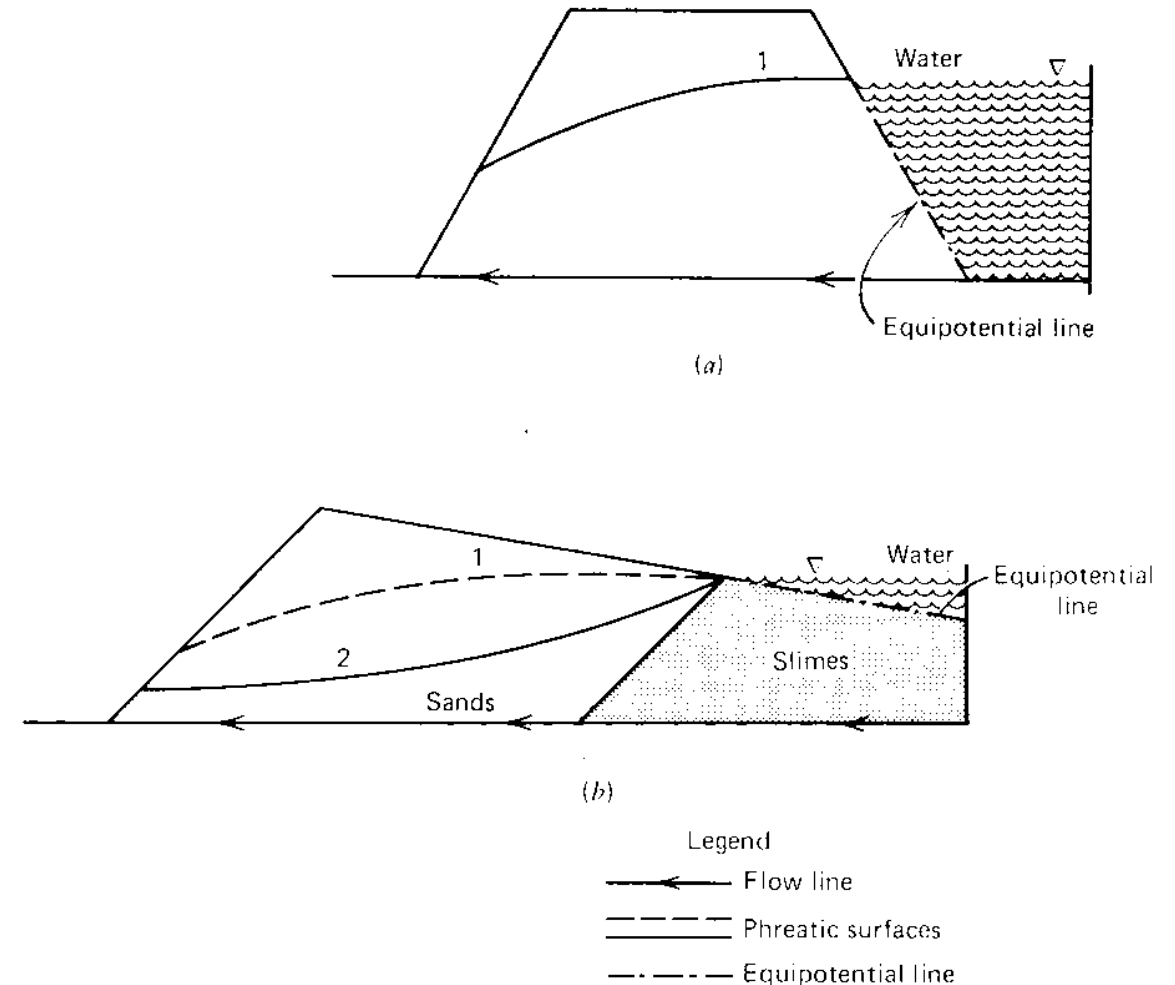 Water
1
Equipotential line
(a)
Water
1
Equipotential
line
2
Slimes
Sands
(b)
Legend
Flow line
Phreatic surfaces
Equipotential line